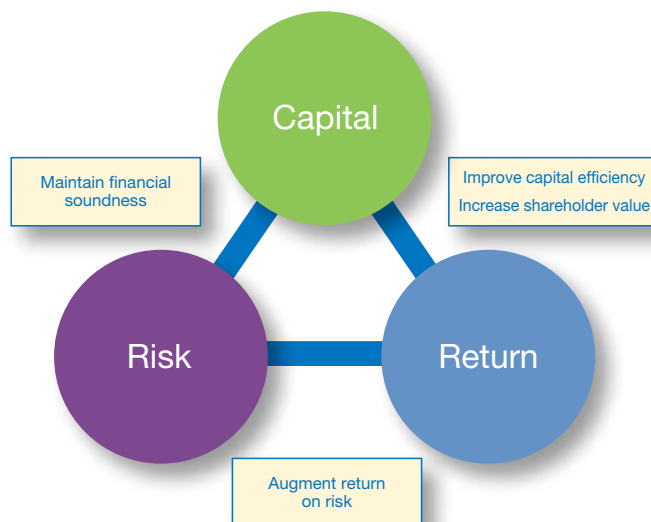 Capital
Maintain financial
soundness
Improve capital efficiency
Increase shareholder value
Risk
Return
Augment return
on risk